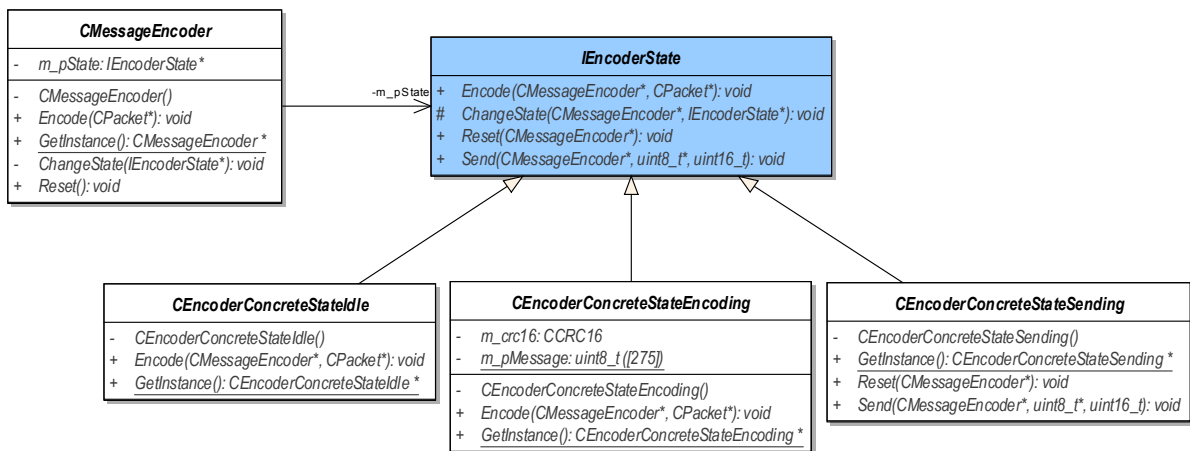 CMessageEncoder
- m_pState: IEncoderState*
- CMessageEncoder()
+ Encode(CPacket*): void
+ GetInstance(): CMessageEncoder *
- ChangeState(IEncoderState*): void
+ Reset(): void
-m_pState
IEncoderState
+ Encode(CMessageEncoder*, CPacket*): void
# ChangeState(CMessageEncoder*, IEncoderState*): void
+ Reset(CMessageEncoder*): void
+ Send(CMessageEncoder*, uint8_t*, uint16_t): void
CEncoderConcreteStateIdle
- CEncoderConcreteStateIdle()
+ Encode(CMessageEncoder*, CPacket*): void
+ GetInstance(): CEncoderConcreteStateIdle *
CEncoderConcreteStateEncoding
- m_crc16: CCRC16
- m_pMessage: uint8_t ([275])
- CEncoderConcreteStateEncoding()
+ Encode(CMessageEncoder*, CPacket*): void
+ GetInstance(): CEncoderConcreteStateEncoding *
CEncoderConcreteStateSending
- CEncoderConcreteStateSending()
+ GetInstance(): CEncoderConcreteStateSending *
+ Reset(CMessageEncoder*): void
+ Send(CMessageEncoder*, uint8_t*, uint16_t): void